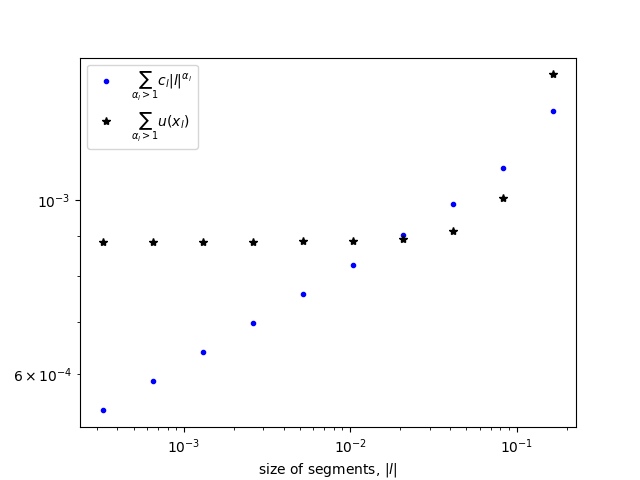 ∑ c_l|l|^{α_l}
α_l>1
∑ u(x_l)
α_l>1
10^{-3}
6 × 10^{-4}
10^{-3} 10^{-2} 10^{-1}
size of segments, |l|